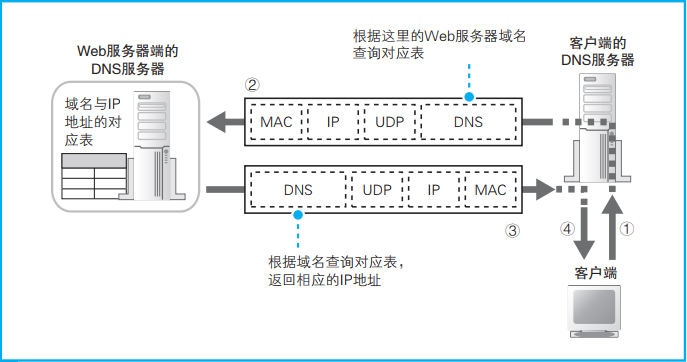 根据这里的Web服务器域名
查询对应表
Web服务器端的
DNS服务器
客户端的
DNS服务器
②
域名与IP
地址的对
应表
MAC
IP
UDP
DNS
DNS
UDP
IP
MAC
③
④
①
根据域名查询对应表，
返回相应的IP地址
客户端